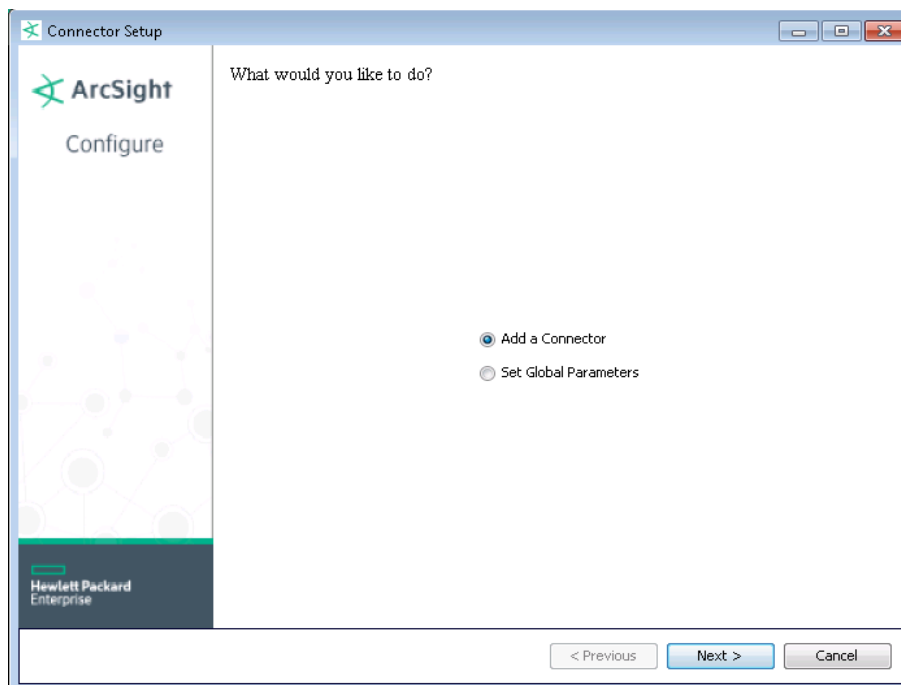 Connector Setup
ArcSight
Configure
What would you like to do?
Add a Connector
Set Global Parameters
Hewlett Packard
Enterprise
< Previous
Next >
Cancel